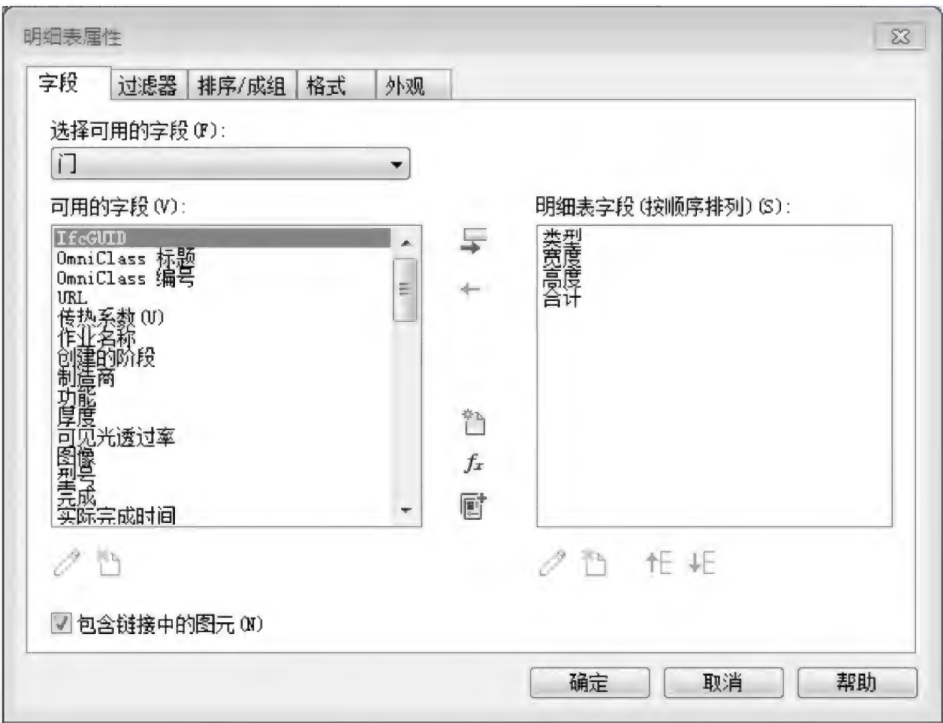 明细表属性
字段 过滤器 排序/成组 格式 外观
选择可用的字段(F):
门
可用的字段(V):
IfcGUID
OmniClass 标题
OmniClass 编号
URL
传热系数(U)
作业名称
创建的阶段
制造商
功能
厚度
可见光透过率
图像
型号
完成
实际完成时间
fx
明细表字段(按顺序排列)(S):
类型
宽度
高度
合计
包含链接中的图元(N)
确定 取消 帮助